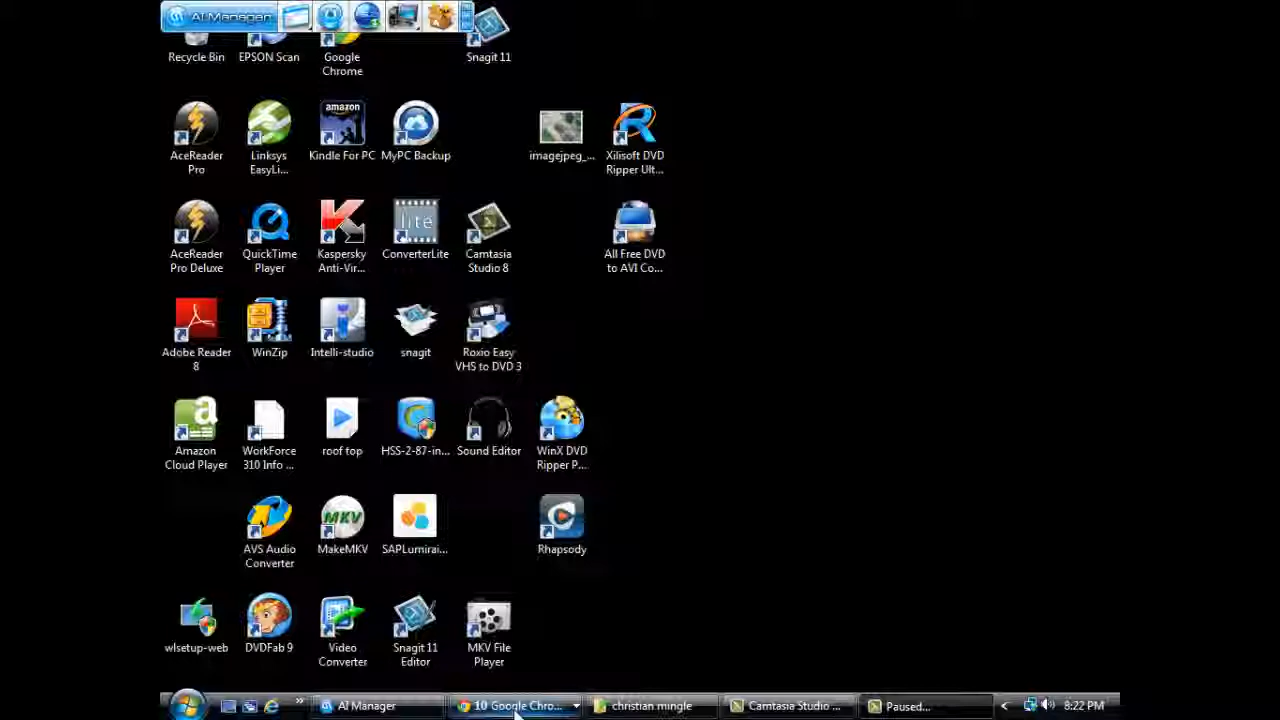 AI Manager
Recycle Bin
EPSON Scan
Google
Chrome
Snagit 11
AceReader
Pro
Linksys
EasyLi...
amazon
Kindle For PC
MyPC Backup
imagejpeg_...
Xilisoft DVD
Ripper Ult...
AceReader
Pro Deluxe
QuickTime
Player
Kaspersky
Anti-Vir...
lite
ConverterLite
Camtasia
Studio 8
All Free DVD
to AVI Co...
Adobe Reader
8
WinZip
Intelli-studio
snagit
Roxio Easy
VHS to DVD 3
a
Amazon
Cloud Player
WorkForce
310 Info ...
roof top
HSS-2-87-in...
Sound Editor
WinX DVD
Ripper P...
AVS Audio
Converter
MKV
MakeMKV
SAPLumirai...
Rhapsody
wlsetup-web
DVDFab 9
Video
Converter
Snagit 11
Editor
MKV File
Player
AI Manager
10 Google Chro...
christian mingle
Camtasia Studio ...
Paused...
8:22 PM